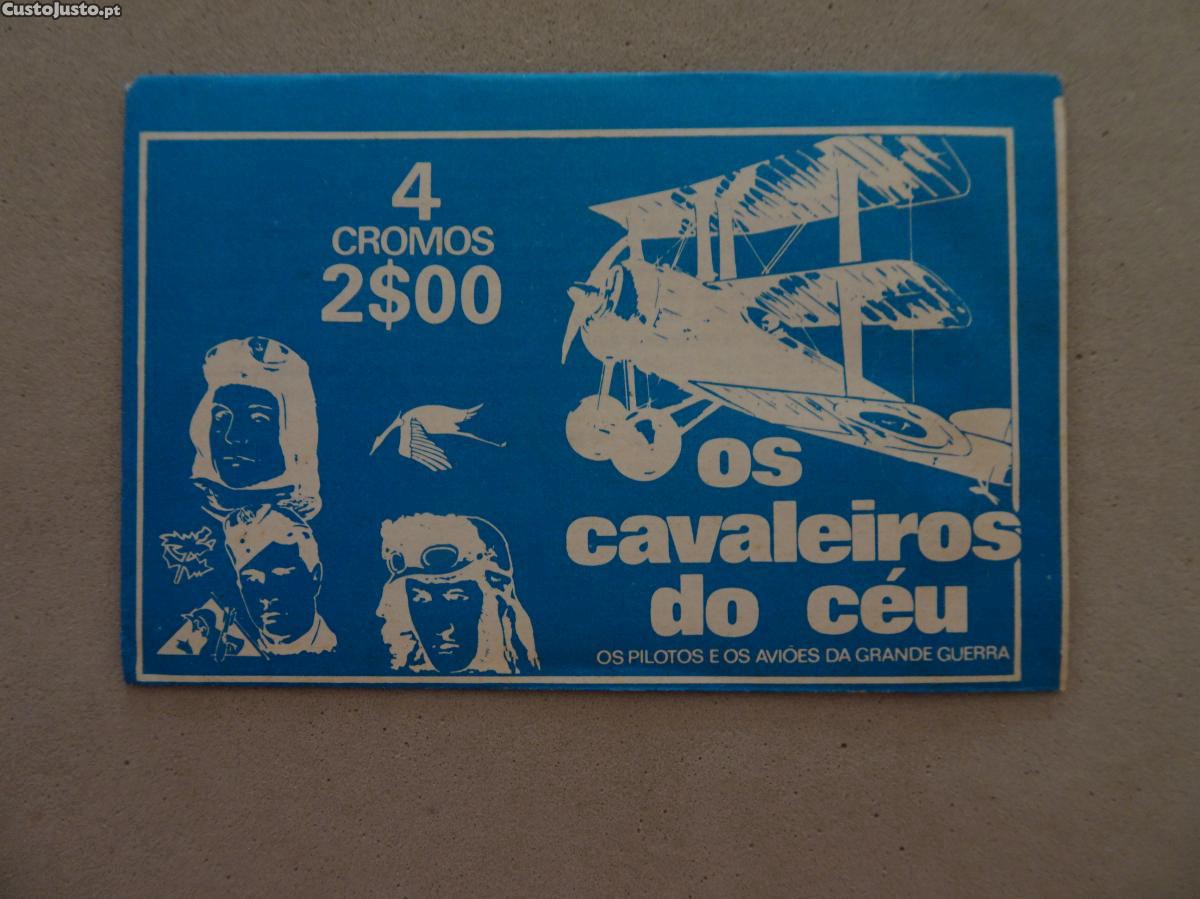 CustoJusto.pt
4
CROMOS
2$00
os
cavaleiros
do céu
OS PILOTOS E OS AVIÕES DA GRANDE GUERRA